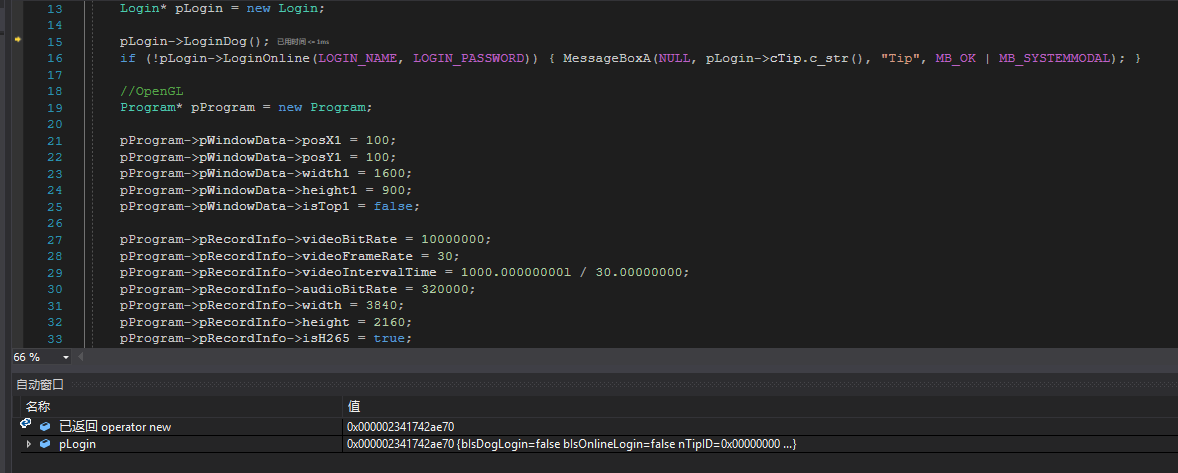 13 Login* pLogin = new Login;
14
15 pLogin->LoginDog(); 已用时间 <= 1ms
16 if (!pLogin->LoginOnline(LOGIN_NAME, LOGIN_PASSWORD)) { MessageBoxA(NULL, pLogin->cTip.c_str(), "Tip", MB_OK | MB_SYSTEMMODAL); }
17
18 //OpenGL
19 Program* pProgram = new Program;
20
21 pProgram->pWindowData->posX1 = 100;
22 pProgram->pWindowData->posY1 = 100;
23 pProgram->pWindowData->width1 = 1600;
24 pProgram->pWindowData->height1 = 900;
25 pProgram->pWindowData->isTop1 = false;
26
27 pProgram->pRecordInfo->videoBitRate = 10000000;
28 pProgram->pRecordInfo->videoFrameRate = 30;
29 pProgram->pRecordInfo->videoIntervalTime = 1000.000000000l / 30.00000000;
30 pProgram->pRecordInfo->audioBitRate = 320000;
31 pProgram->pRecordInfo->width = 3840;
32 pProgram->pRecordInfo->height = 2160;
33 pProgram->pRecordInfo->isH265 = true;
66 %
自动窗口
名称 值
已返回 operator new 0x000002341742ae70
pLogin 0x000002341742ae70 {bIsDogLogin=false bIsOnlineLogin=false nTipID=0x00000000 ...}